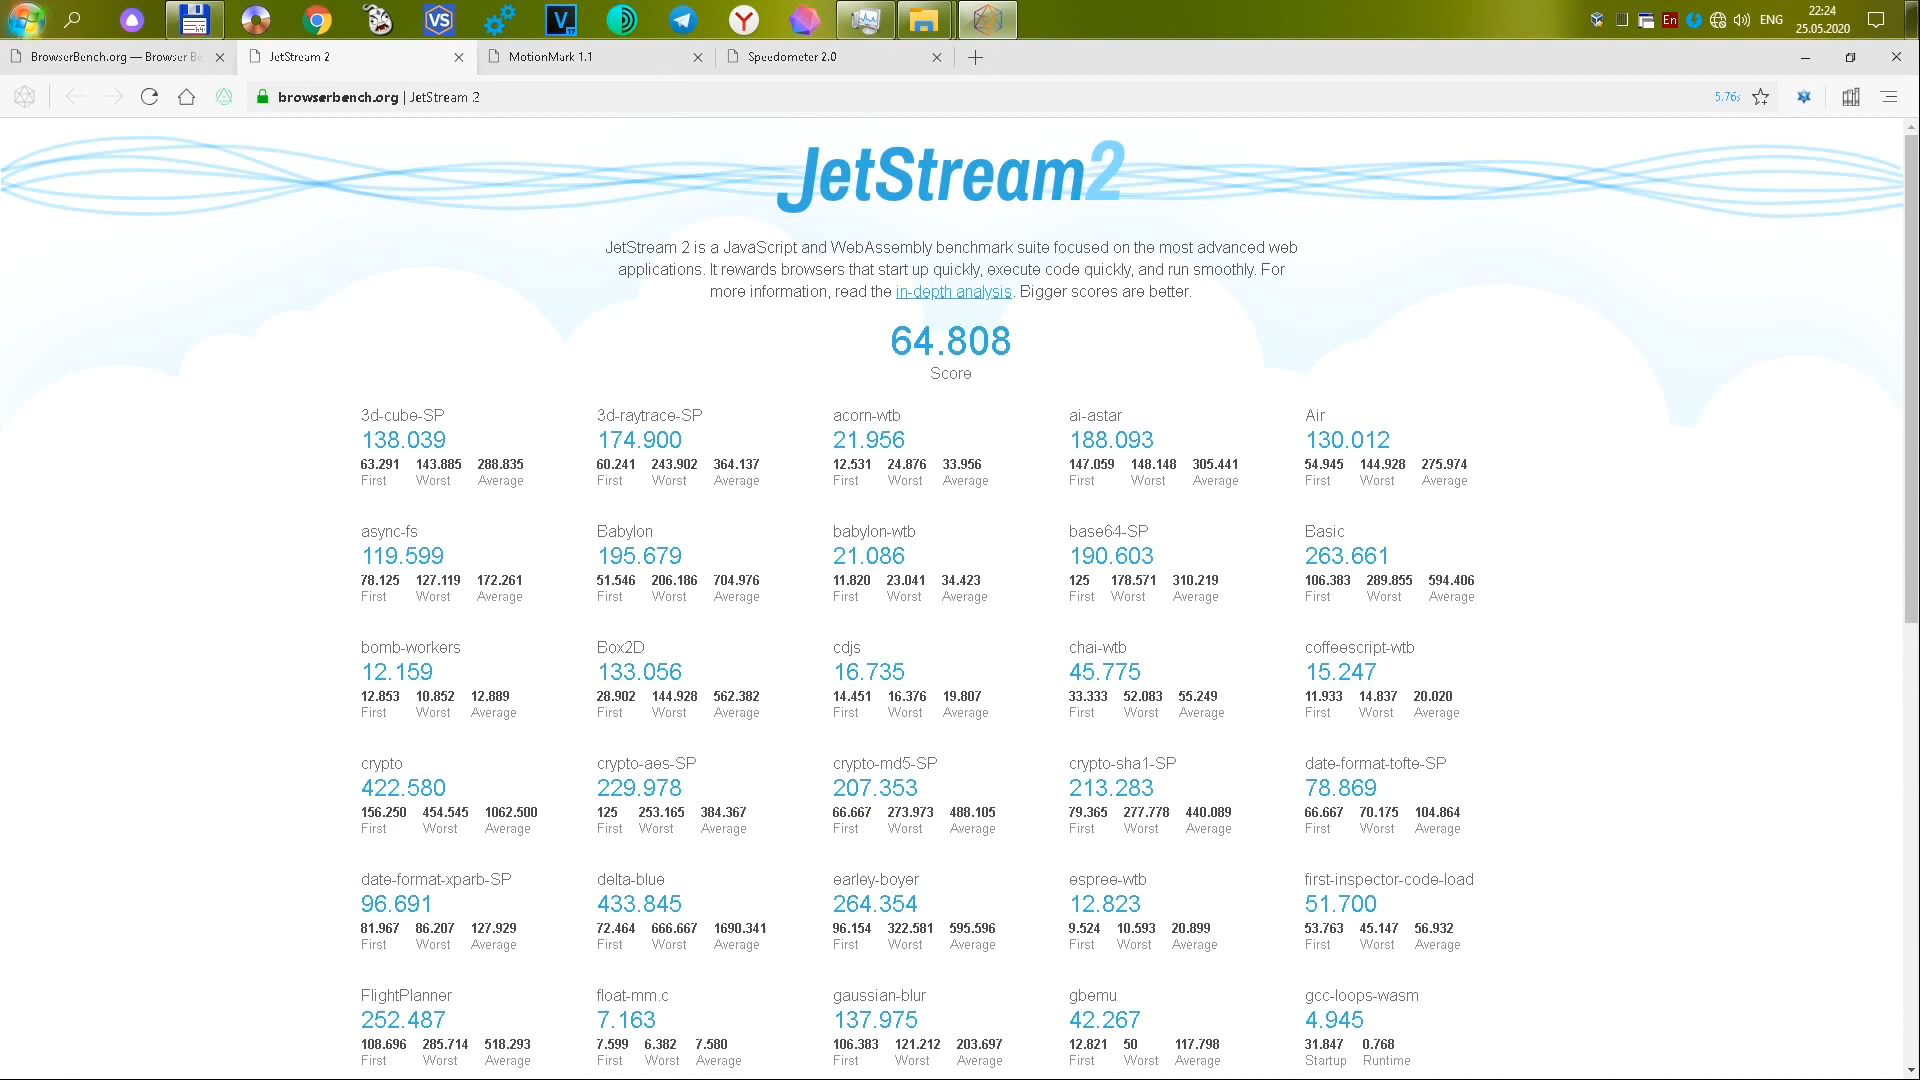 ENG
22:24
25.05.2020
BrowserBench.org — Browser Be
JetStream 2
MotionMark 1.1
Speedometer 2.0
browserbench.org | JetStream 2
5.76s
JetStream2
JetStream 2 is a JavaScript and WebAssembly benchmark suite focused on the most advanced web
applications. It rewards browsers that start up quickly, execute code quickly, and run smoothly. For
more information, read the in-depth analysis. Bigger scores are better.
64.808
Score
3d-cube-SP
138.039
63.291 143.885 288.835
First Worst Average
3d-raytrace-SP
174.900
60.241 243.902 364.137
First Worst Average
acorn-wtb
21.956
12.531 24.876 33.956
First Worst Average
ai-astar
188.093
147.059 148.148 305.441
First Worst Average
Air
130.012
54.945 144.928 275.974
First Worst Average
async-fs
119.599
78.125 127.119 172.261
First Worst Average
Babylon
195.679
51.546 206.186 704.976
First Worst Average
babylon-wtb
21.086
11.820 23.041 34.423
First Worst Average
base64-SP
190.603
125 178.571 310.219
First Worst Average
Basic
263.661
106.383 289.855 594.406
First Worst Average
bomb-workers
12.159
12.853 10.852 12.889
First Worst Average
Box2D
133.056
28.902 144.928 562.382
First Worst Average
cdjs
16.735
14.451 16.376 19.807
First Worst Average
chai-wtb
45.775
33.333 52.083 55.249
First Worst Average
coffeescript-wtb
15.247
11.933 14.837 20.020
First Worst Average
crypto
422.580
156.250 454.545 1062.500
First Worst Average
crypto-aes-SP
229.978
125 253.165 384.367
First Worst Average
crypto-md5-SP
207.353
66.667 273.973 488.105
First Worst Average
crypto-sha1-SP
213.283
79.365 277.778 440.089
First Worst Average
date-format-tofte-SP
78.869
66.667 70.175 104.864
First Worst Average
date-format-xparb-SP
96.691
81.967 86.207 127.929
First Worst Average
delta-blue
433.845
72.464 666.667 1690.341
First Worst Average
earley-boyer
264.354
96.154 322.581 595.596
First Worst Average
espree-wtb
12.823
9.524 10.593 20.899
First Worst Average
first-inspector-code-load
51.700
53.763 45.147 56.932
First Worst Average
FlightPlanner
252.487
108.696 285.714 518.293
First Worst Average
float-mm.c
7.163
7.599 6.382 7.580
First Worst Average
gaussian-blur
137.975
106.383 121.212 203.697
First Worst Average
gbemu
42.267
12.821 50 117.798
First Worst Average
gcc-loops-wasm
4.945
31.847 0.768
Startup Runtime